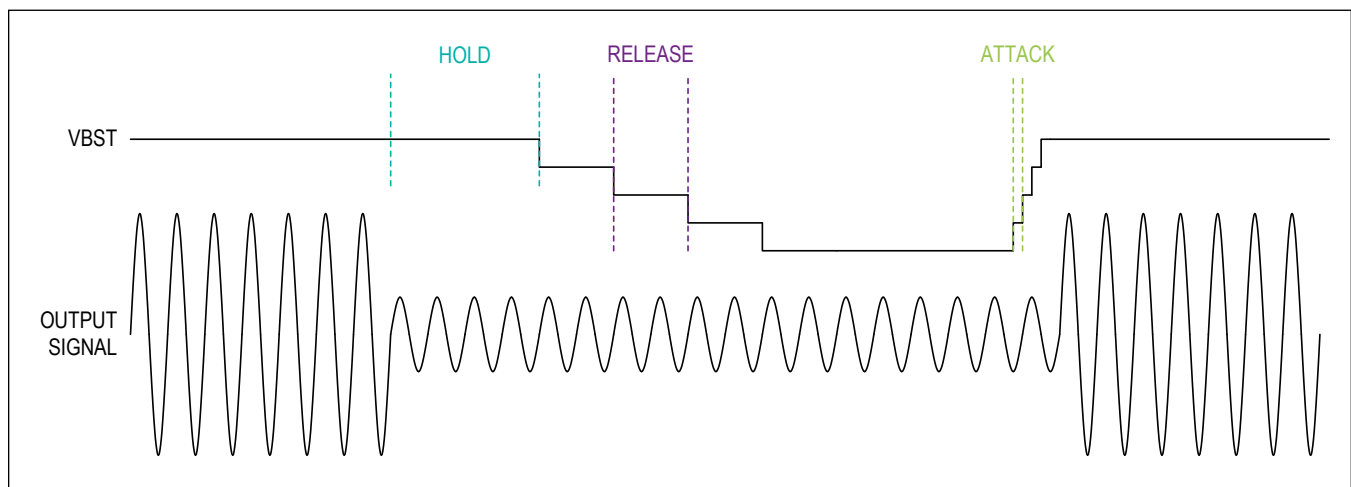 HOLD
RELEASE
ATTACK
VBST
OUTPUT
SIGNAL